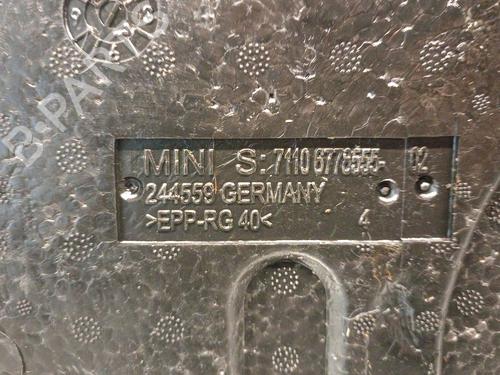 B-PARTS
MINI S: 7110 6778555- 02
244559 GERMANY
>EPP-RG 40< 4